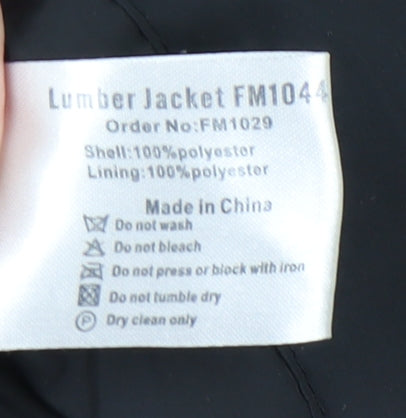 Lumber Jacket FM1044
Order No:FM1029
Shell:100%polyester
Lining:100%polyester
Made in China
Do not wash
Do not bleach
Do not press or block with iron
Do not tumble dry
P Dry clean only